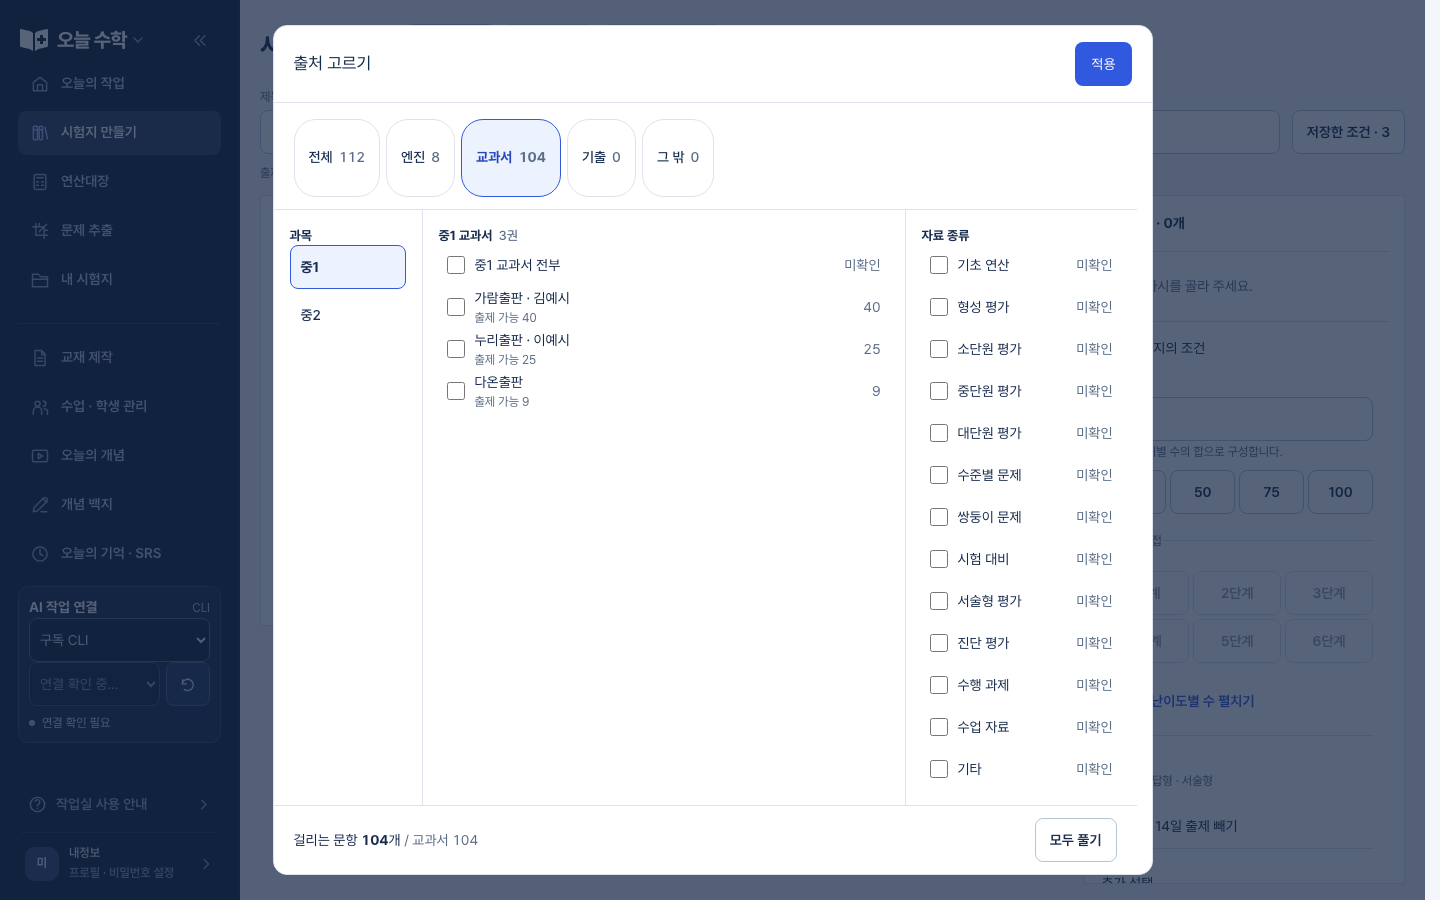 오늘 수학
오늘의 작업
시험지 만들기
연산대장
문제 추출
내 시험지
교재 제작
수업 · 학생 관리
오늘의 개념
개념 백지
오늘의 기억 · SRS
AI 작업 연결 CLI
구독 CLI
연결 확인 중...
연결 확인 필요
작업실 사용 안내
미
내정보
프로필 · 비밀번호 설정
출처 고르기
적용
전체 112
엔진 8
교과서 104
기출 0
그 밖 0
과목
중1
중2
중1 교과서 3권
중1 교과서 전부 미확인
가람출판 · 김예시 40
출제 가능 40
누리출판 · 이예시 25
출제 가능 25
다온출판 9
출제 가능 9
자료 종류
기초 연산 미확인
형성 평가 미확인
소단원 평가 미확인
중단원 평가 미확인
대단원 평가 미확인
수준별 문제 미확인
쌍둥이 문제 미확인
시험 대비 미확인
서술형 평가 미확인
진단 평가 미확인
수행 과제 미확인
수업 자료 미확인
기타 미확인
걸리는 문항 104개 / 교과서 104
모두 풀기
저장한 조건 · 3
· 0개
골라 주세요.
지의 조건
수의 합으로 구성합니다.
50 75 100
접
2단계 3단계
5단계 6단계
난이도별 수 펼치기
답형 · 서술형
14일 출제 빼기